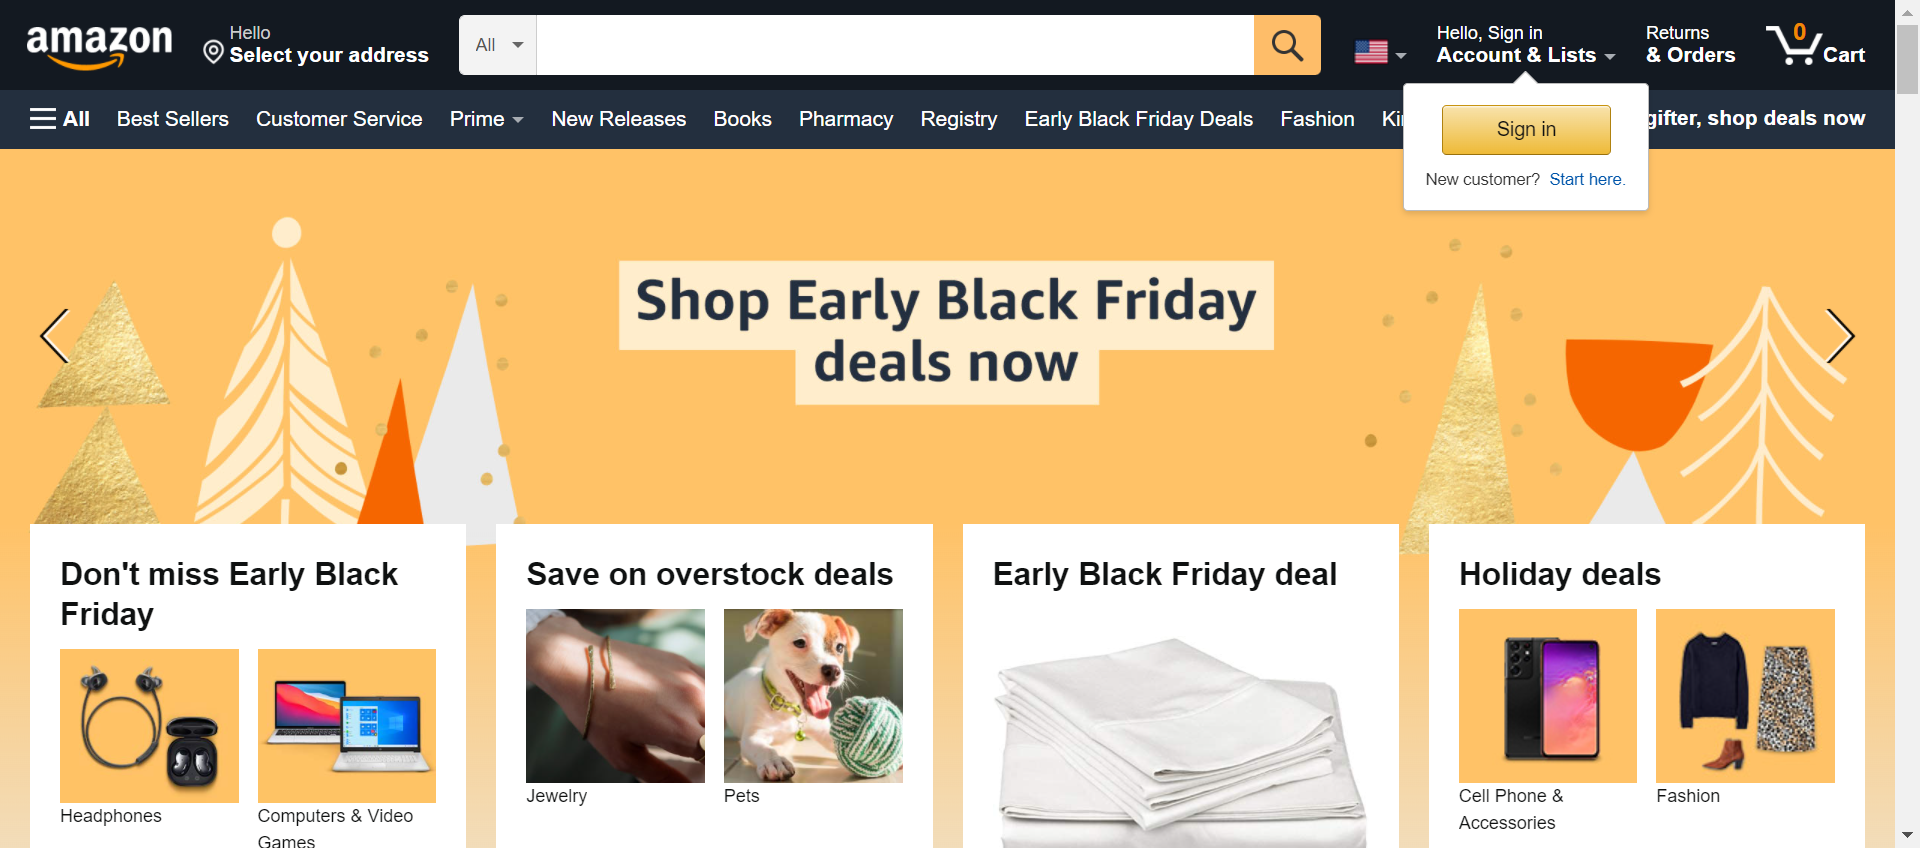 amazon
Hello
Select your address
All
Hello, Sign in
Account & Lists
Returns
& Orders
0
Cart
All
Best Sellers
Customer Service
Prime
New Releases
Books
Pharmacy
Registry
Early Black Friday Deals
Fashion
gifter, shop deals now
Sign in
New customer? Start here.
Shop Early Black Friday
deals now
Don't miss Early Black
Friday
Headphones
Computers & Video
Games
Save on overstock deals
Jewelry
Pets
Early Black Friday deal
Holiday deals
Cell Phone &
Accessories
Fashion